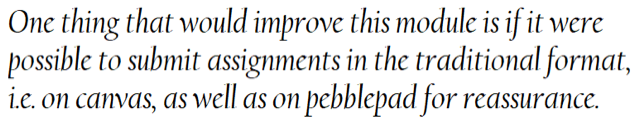 One thing that would improve this module is if it were
possible to submit assignments in the traditional format,
i.e. on canvas, as well as on pebblepad for reassurance.